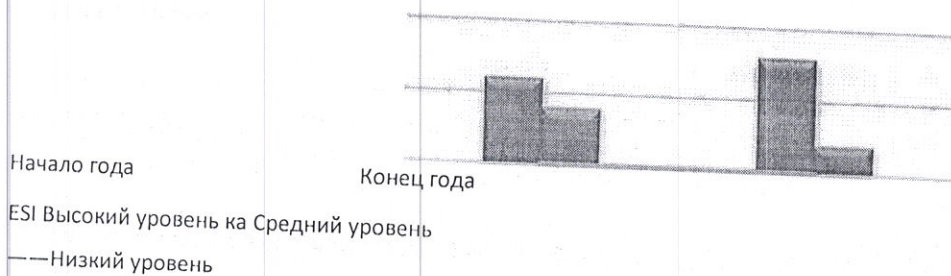 Начало года
Конец года
ESI Высокий уровень ка Средний уровень
——Низкий уровень